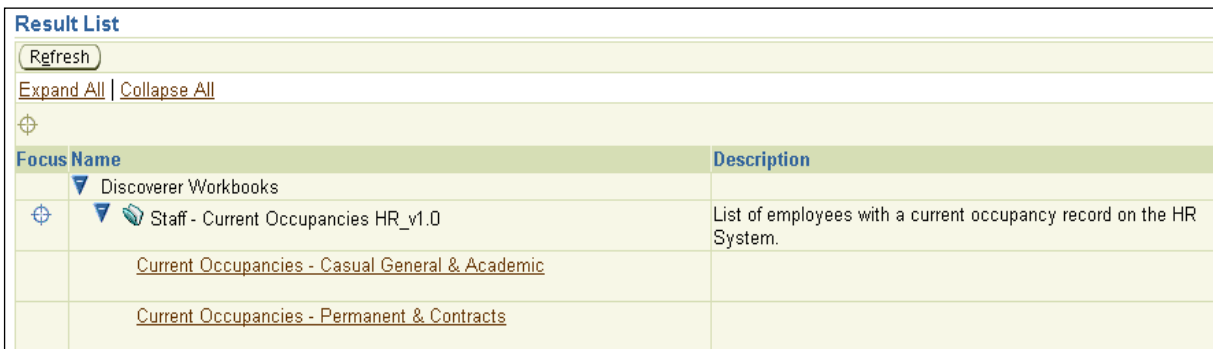 Result List
Refresh
Expand All | Collapse All
Focus Name Description
Discoverer Workbooks
Staff - Current Occupancies HR_v1.0 List of employees with a current occupancy record on the HR
System.
Current Occupancies - Casual General & Academic
Current Occupancies - Permanent & Contracts